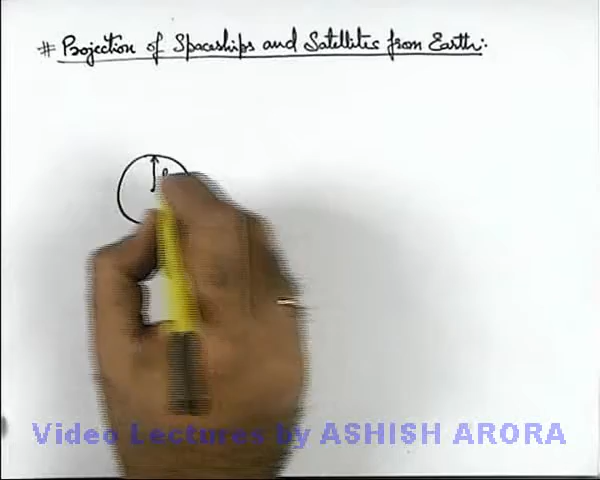 # Projection of Spaceships and Satellites from Earth:
Video Lectures by ASHISH ARORA